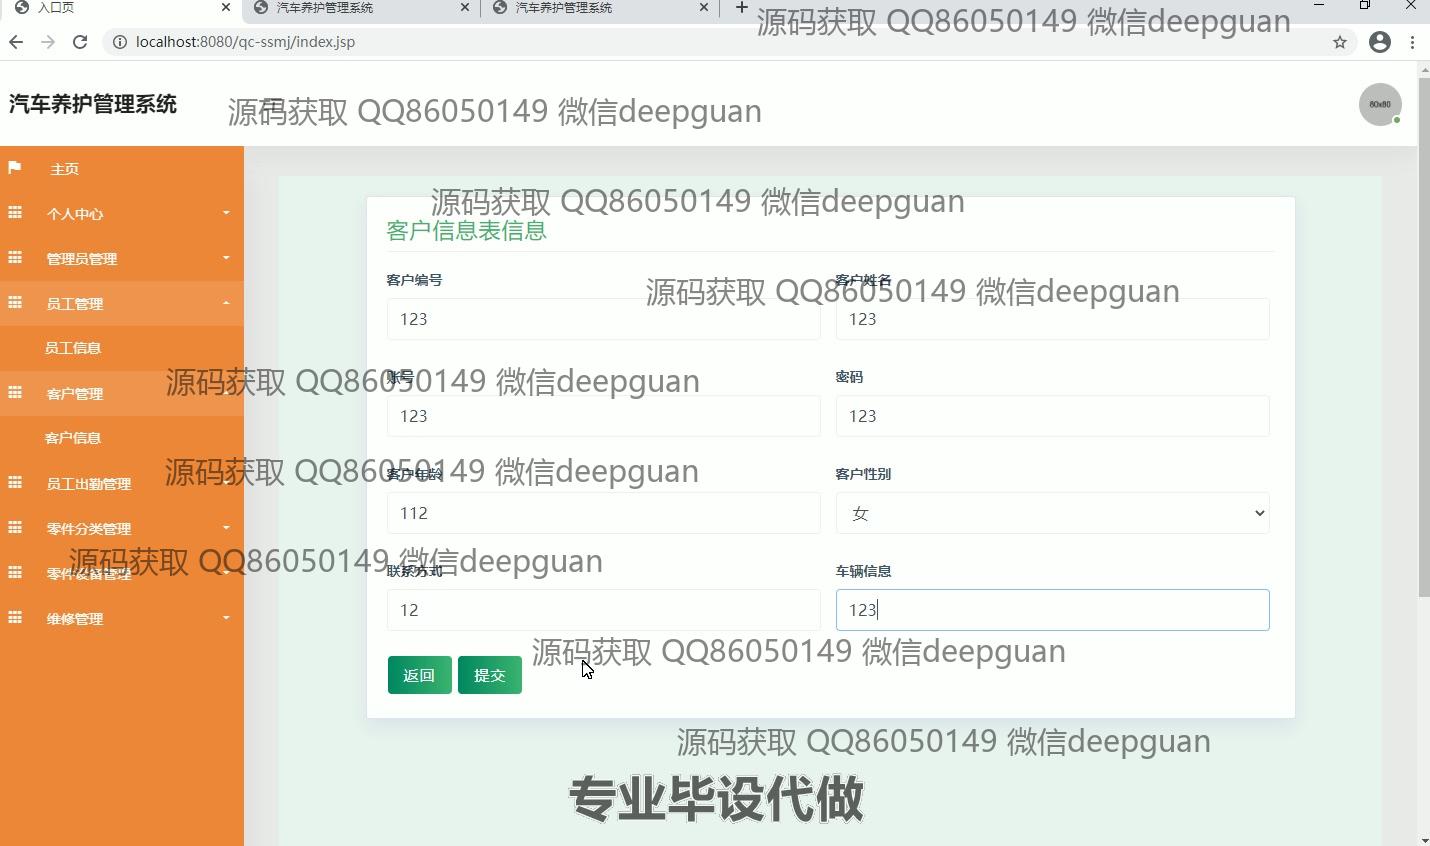 入口页
汽车养护管理系统
汽车养护管理系统
源码获取 QQ86050149 微信deepguan
localhost:8080/qc-ssmj/index.jsp
汽车养护管理系统
源码获取 QQ86050149 微信deepguan
80x80
主页
源码获取 QQ86050149 微信deepguan
个人中心
客户信息表信息
管理员管理
客户编号
客户姓名
源码获取 QQ86050149 微信deepguan
员工管理
123
123
员工信息
账号
密码
源码获取 QQ86050149 微信deepguan
客户管理
123
123
客户信息
客户年龄
客户性别
源码获取 QQ86050149 微信deepguan
员工出勤管理
112
女
零件分类管理
源码获取 QQ86050149 微信deepguan
零件设备管理
联系方式
车辆信息
12
123
维修管理
源码获取 QQ86050149 微信deepguan
返回
提交
源码获取 QQ86050149 微信deepguan
专业毕设代做